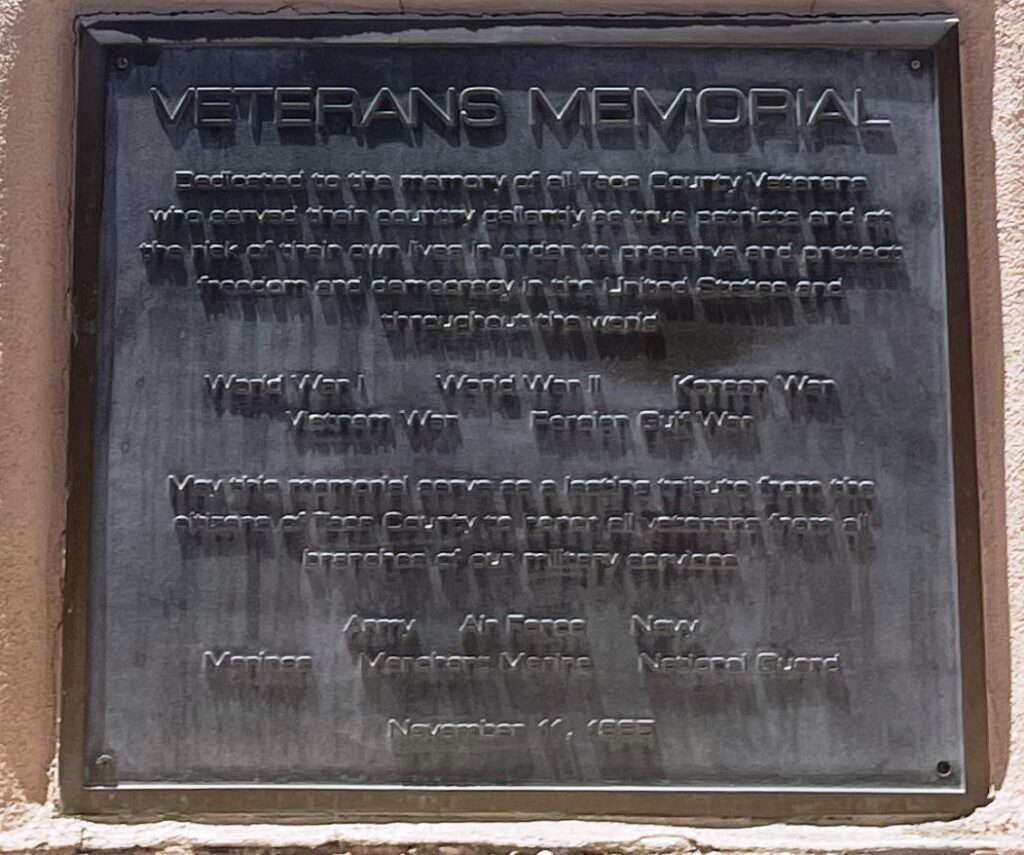 VETERANS MEMORIAL
Dedicated to the memory of all Taos County Veterans
who served their country gallantly as true patriots and at
the risk of their own lives in order to preserve and protect
freedom and democracy in the United States and
throughout the world
World War I World War II Korean War
Vietnam War Persian Gulf War
May this memorial serve as a lasting tribute from the
citizens of Taos County to honor all veterans from all
branches of our military services
Army Air Force Navy
Marines Merchant Marine National Guard
November 11,